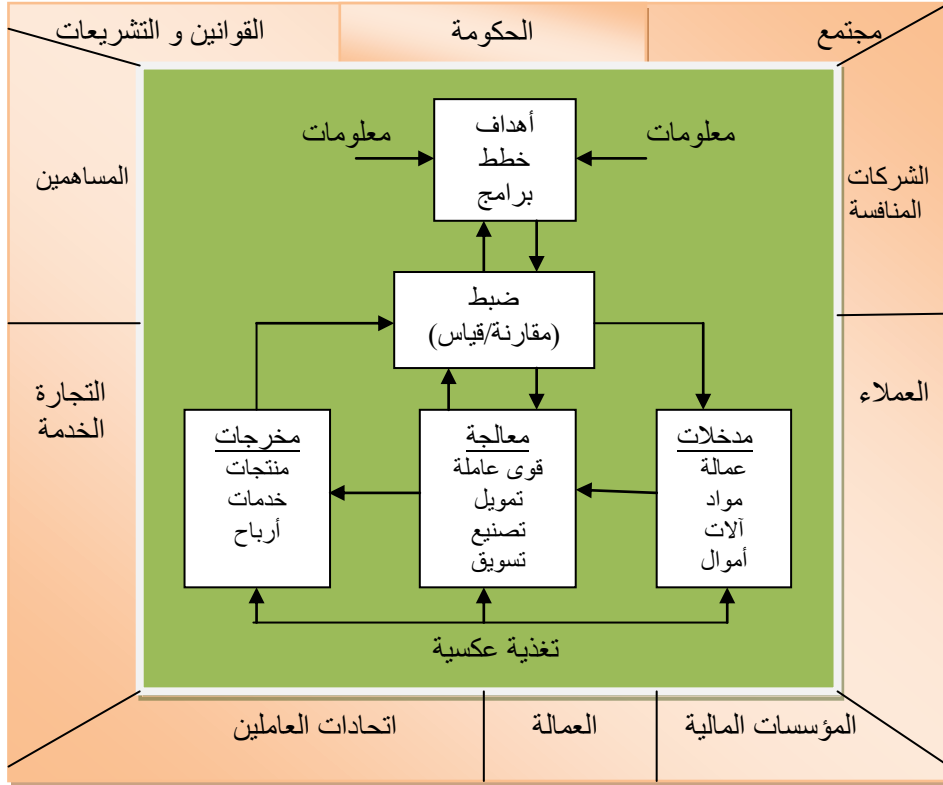 مجتمع
الحكومة
القوانين و التشريعات
الشركات
المنافسة
العملاء
المساهمين
التجارة
الخدمة
معلومات
أهداف
خطط
برامج
معلومات
ضبط
(مقارنة/قياس)
مدخلات
عمالة
مواد
آلات
أموال
معالجة
قوى عاملة
تمويل
تصنيع
تسويق
مخرجات
منتجات
خدمات
أرباح
تغذية عكسية
المؤسسات المالية
العمالة
اتحادات العاملين